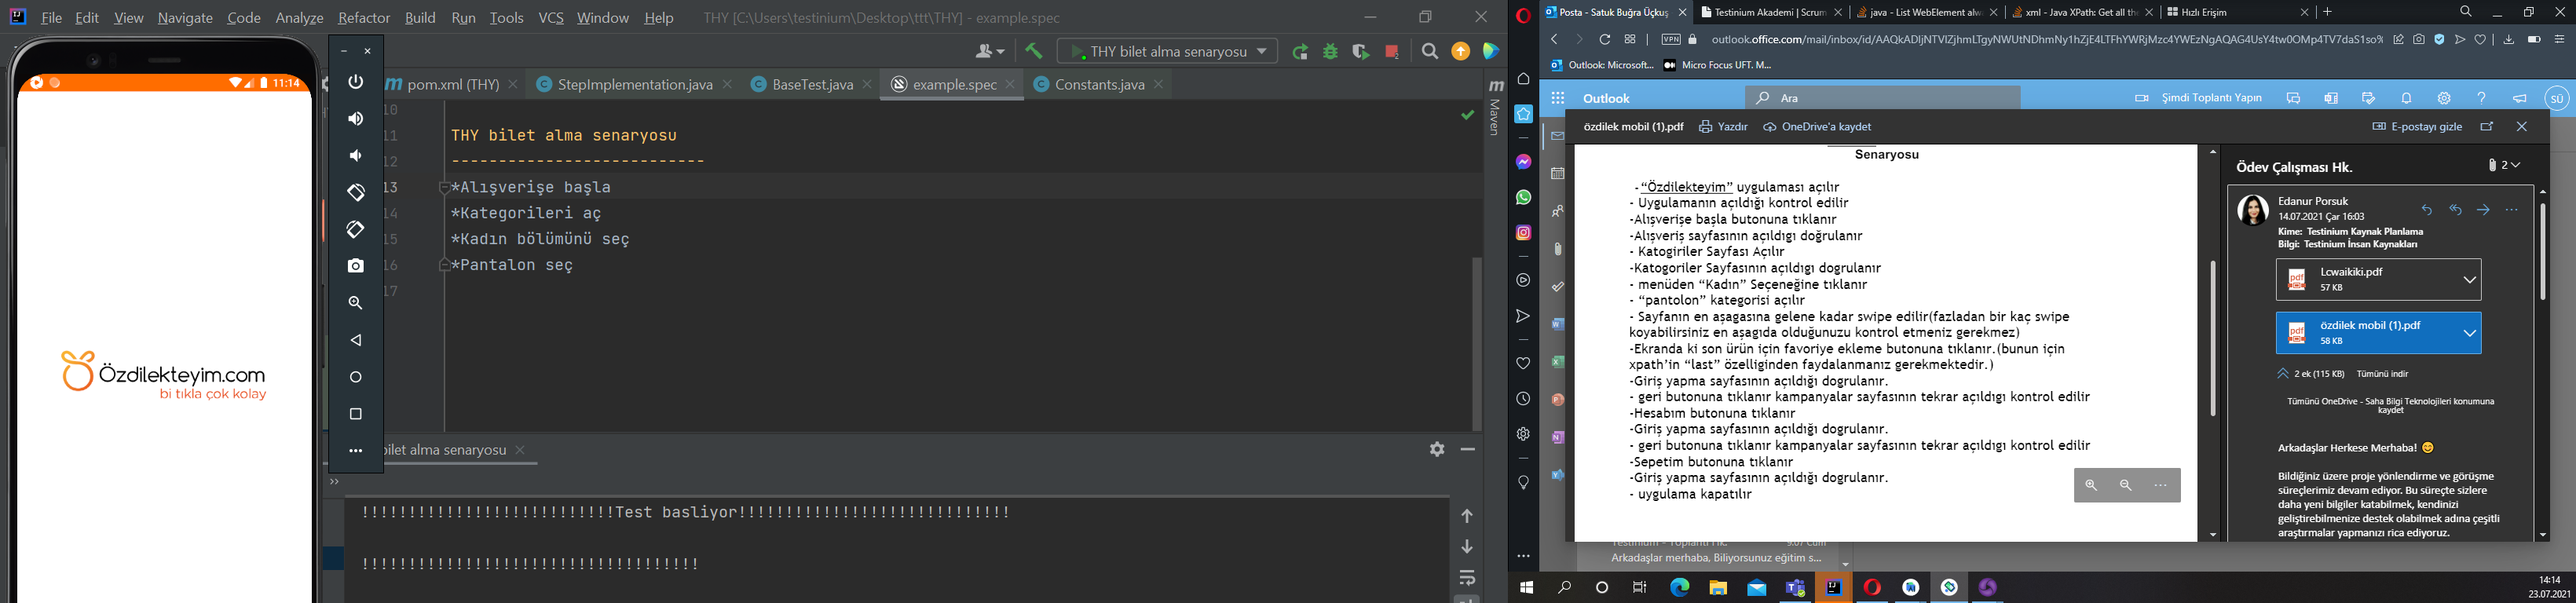 File Edit View Navigate Code Analyze Refactor Build Run Tools VCS Window Help THY [C:\Users\testinium\Desktop\ttt\THY] - example.spec
THY bilet alma senaryosu
pom.xml (THY) StepImplementation.java BaseTest.java example.spec Constants.java
Maven
11:14
Özdilekteyim.com
bi tıkla çok kolay
10
11 THY bilet alma senaryosu
12 ---------------------------
13 *Alışverişe başla
14 *Kategorileri aç
15 *Kadın bölümünü seç
16 *Pantalon seç
17
bilet alma senaryosu
!!!!!!!!!!!!!!!!!!!!!!!!!!!Test basliyor!!!!!!!!!!!!!!!!!!!!!!!!!!!!!
!!!!!!!!!!!!!!!!!!!!!!!!!!!!!!!!!!!!
Posta - Satuk Buğra Üçkuş Testinium Akademi | Scrum java - List WebElement alw xml - Java XPath: Get all the Hızlı Erişim
VPN outlook.office.com/mail/inbox/id/
Outlook: Microsoft... Micro Focus UFT. M...
Outlook Ara Şimdi Toplantı Yapın SÜ
özdilek mobil (1).pdf Yazdır OneDrive'a kaydet E-postayı gizle
Senaryosu
-“Özdilekteyim” uygulaması açılır
- Uygulamanın açıldığı kontrol edilir
-Alışverişe başla butonuna tıklanır
-Alışveriş sayfasının açıldıgı doğrulanır
- Katogiriler Sayfası Açılır
-Katogoriler Sayfasının açıldıgı dogrulanır
- menüden “Kadın” Seçeneğine tıklanır
- “pantolon” kategorisi açılır
- Sayfanın en aşagasına gelene kadar swipe edilir(fazladan bir kaç swipe
koyabilirsiniz en aşagıda olduğunuzu kontrol etmeniz gerekmez)
-Ekranda ki son ürün için favoriye ekleme butonuna tıklanır.(bunun için
xpath’in “last” özelliginden faydalanmanız gerekmektedir.)
-Giriş yapma sayfasının açıldığı dogrulanır.
- geri butonuna tıklanır kampanyalar sayfasının tekrar açıldıgı kontrol edilir
-Hesabım butonuna tıklanır
-Giriş yapma sayfasının açıldığı dogrulanır.
- geri butonuna tıklanır kampanyalar sayfasının tekrar açıldıgı kontrol edilir
-Sepetim butonuna tıklanır
-Giriş yapma sayfasının açıldığı dogrulanır.
- uygulama kapatılır
Ödev Çalışması Hk. 2
Edanur Porsuk
14.07.2021 Çar 16:03
Kime: Testinium Kaynak Planlama
Bilgi: Testinium İnsan Kaynakları
Lcwaikiki.pdf
57 KB
özdilek mobil (1).pdf
58 KB
2 ek (115 KB) Tümünü indir
Tümünü OneDrive - Saha Bilgi Teknolojileri konumuna
kaydet
Arkadaşlar Herkese Merhaba! 😊
Bildiğiniz üzere proje yönlendirme ve görüşme
süreçlerimiz devam ediyor. Bu süreçte sizlere
daha yeni bilgiler katabilmek, kendinizi
geliştirebilmenize destek olabilmek adına çeşitli
araştırmalar yapmanızı rica ediyoruz.
Arkadaşlar merhaba. Biliyorsunuz eğitim s...
14:14
23.07.2021